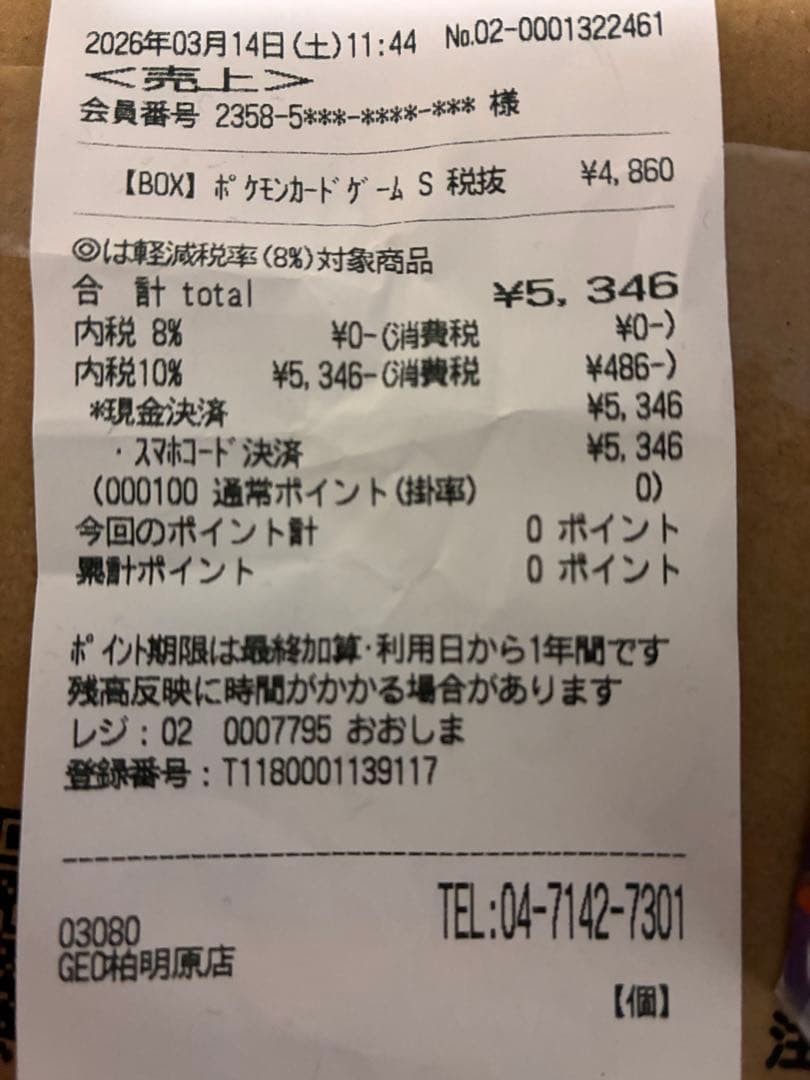 2026年03月14日(土)11:44 No.02-0001322461
＜売上＞
会員番号 2358-5***-****-*** 様
【BOX】ﾎﾟｹﾓﾝｶｰﾄﾞｹﾞｰﾑ S 税抜 ¥4,860
◎は軽減税率(8%)対象商品
合 計 total ¥5,346
内税 8% ¥0-(消費税 ¥0-)
内税10% ¥5,346-(消費税 ¥486-)
*現金決済 ¥5,346
・ｽﾏﾎｺｰﾄﾞ決済 ¥5,346
(000100 通常ポイント(掛率) 0)
今回のポイント計 0 ポイント
累計ポイント 0 ポイント
ﾎﾟｲﾝﾄ期限は最終加算･利用日から1年間です
残高反映に時間がかかる場合があります
レジ：02 0007795 おおしま
登録番号：T1180001139117
TEL:04-7142-7301
03080
GEO柏明原店
【個】
注